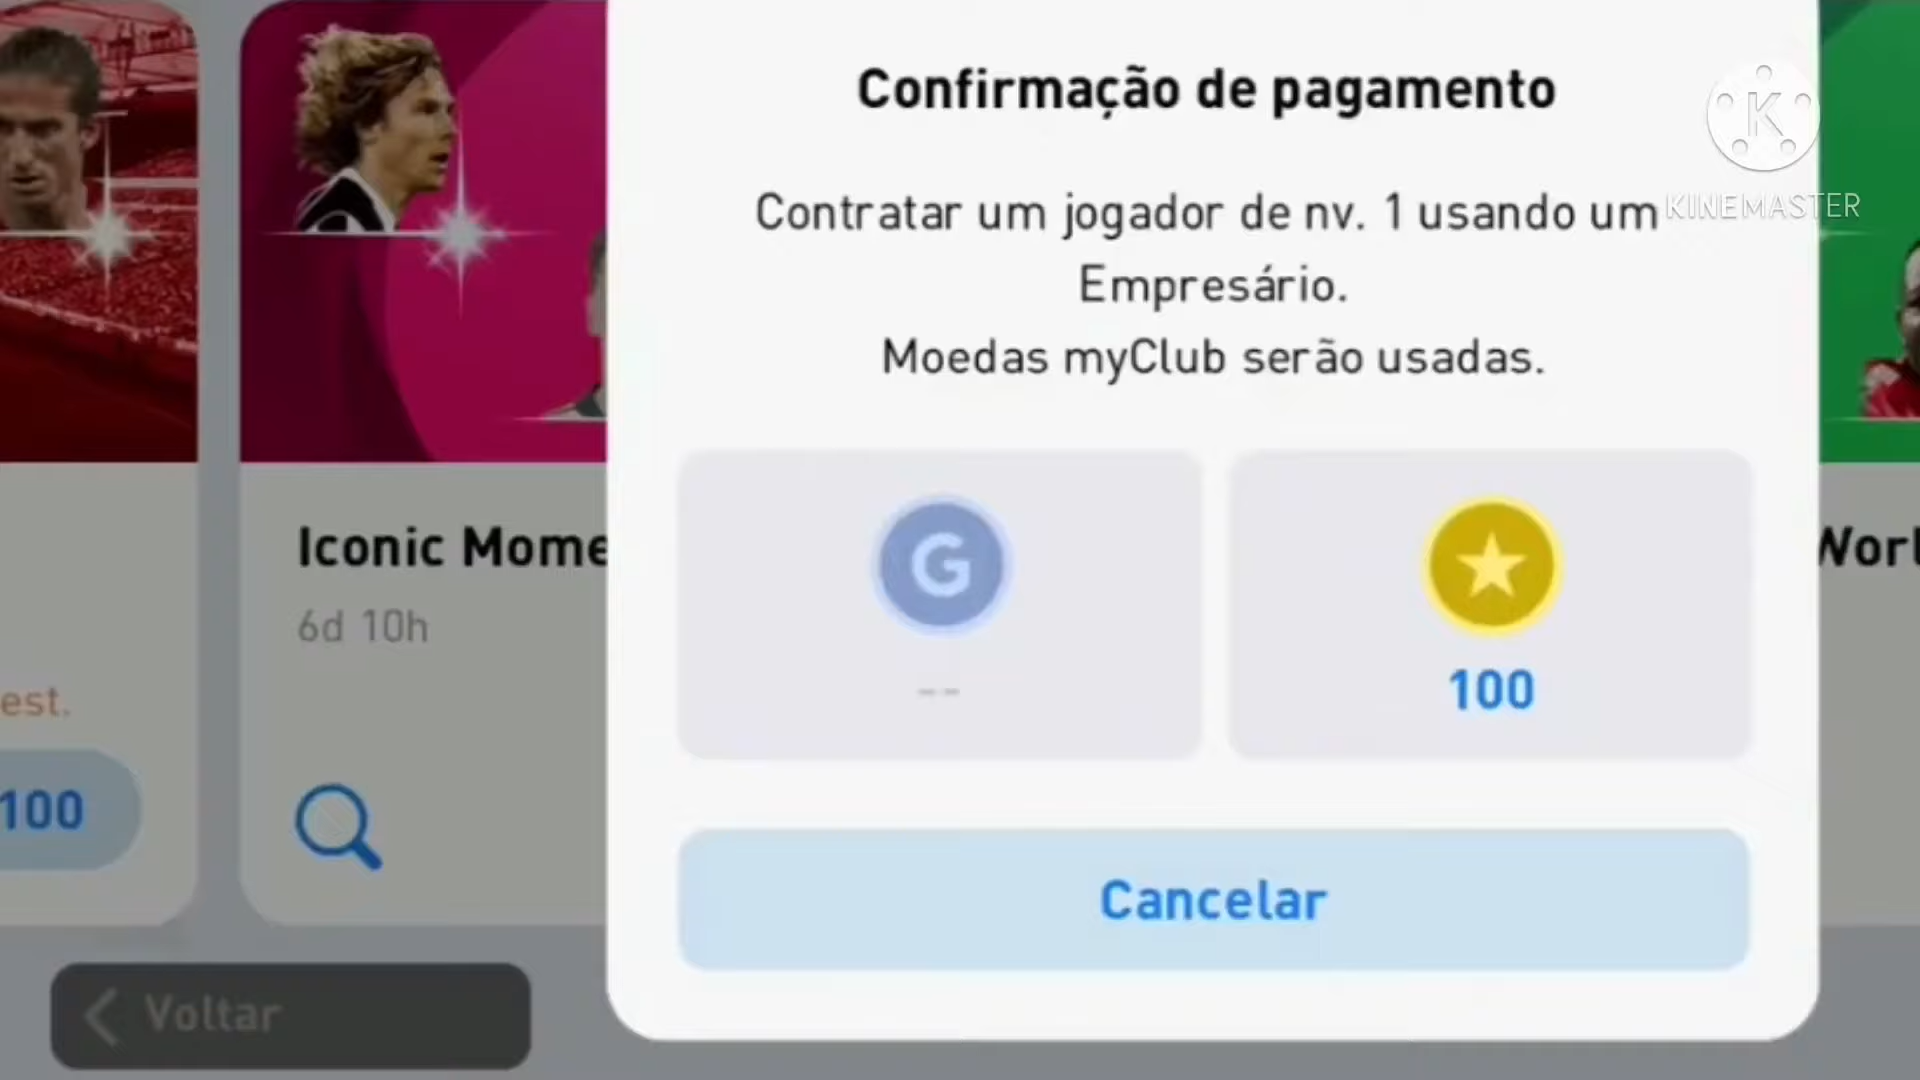 Confirmação de pagamento
K
KINEMASTER
Contratar um jogador de nv. 1 usando um
Empresário.
Moedas myClub serão usadas.
Iconic Mome
6d 10h
Worl
G
--
100
est.
100
Cancelar
Voltar